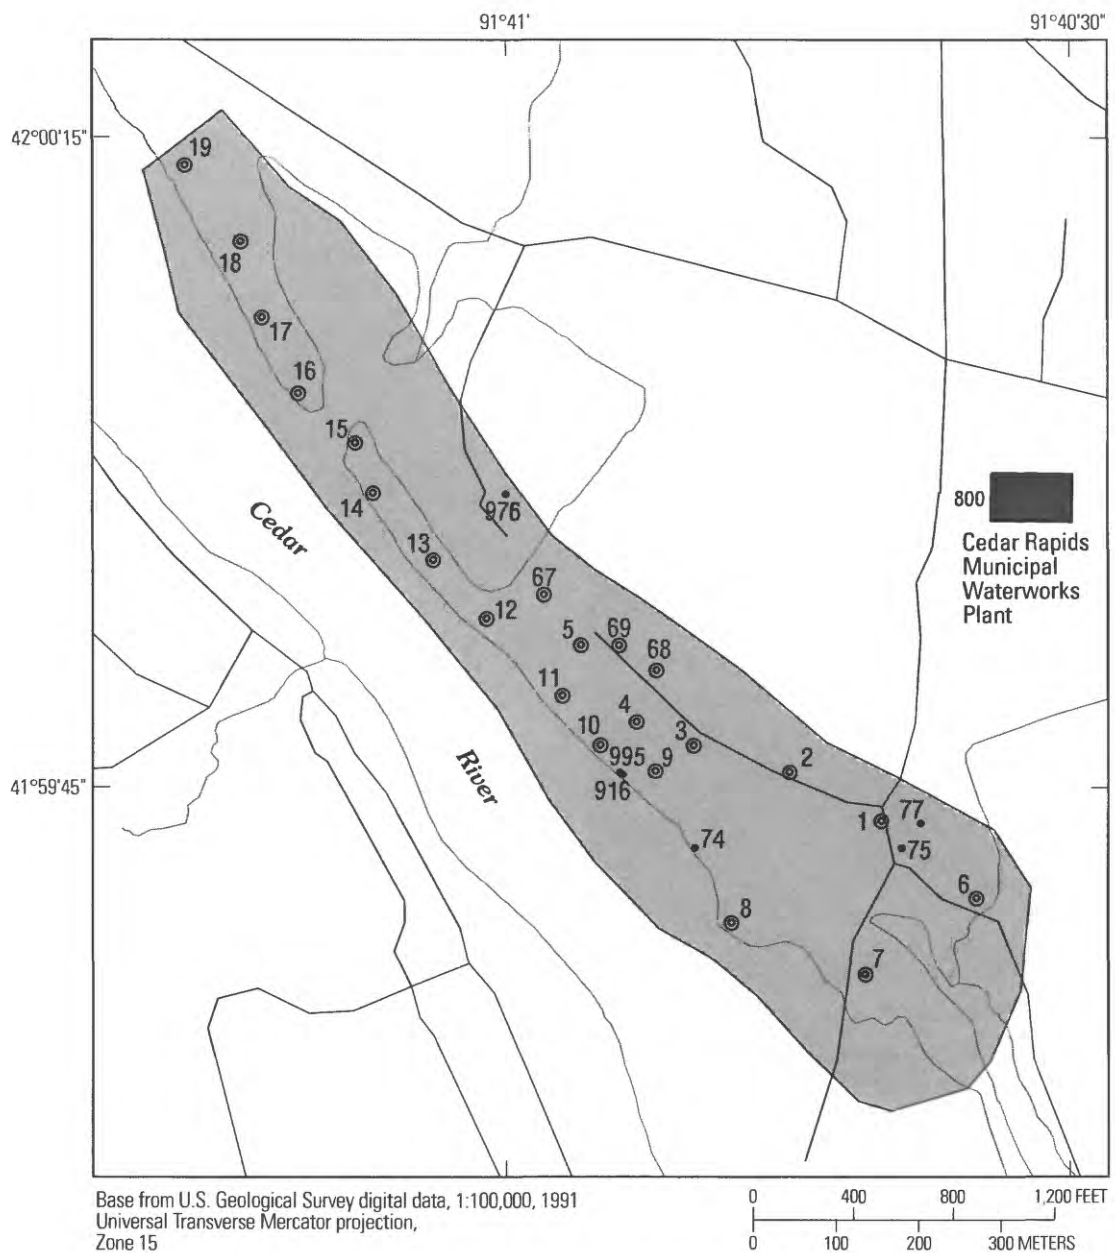 91°41' 91°40'30"
42°00'15"
19
18
17
16
15
14
976
13
Cedar
800
Cedar Rapids
Municipal
Waterworks
Plant
67
12
5 69
68
11
4
10 3
995 9 2
916
River
41°59'45"
1 77
74 75
6
8
7
Base from U.S. Geological Survey digital data, 1:100,000, 1991
Universal Transverse Mercator projection,
Zone 15
0 400 800 1,200 FEET
0 100 200 300 METERS